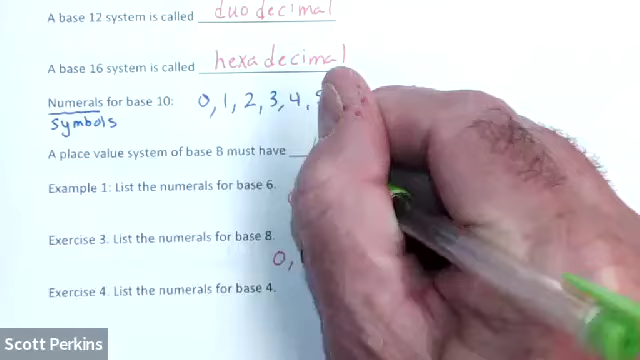 A base 12 system is called duodecimal
A base 16 system is called hexadecimal
Numerals for base 10: 0, 1, 2, 3, 4,
Symbols
A place value system of base B must have
Example 1: List the numerals for base 6.
Exercise 3. List the numerals for base 8.
0,
Exercise 4. List the numerals for base 4.
Scott Perkins